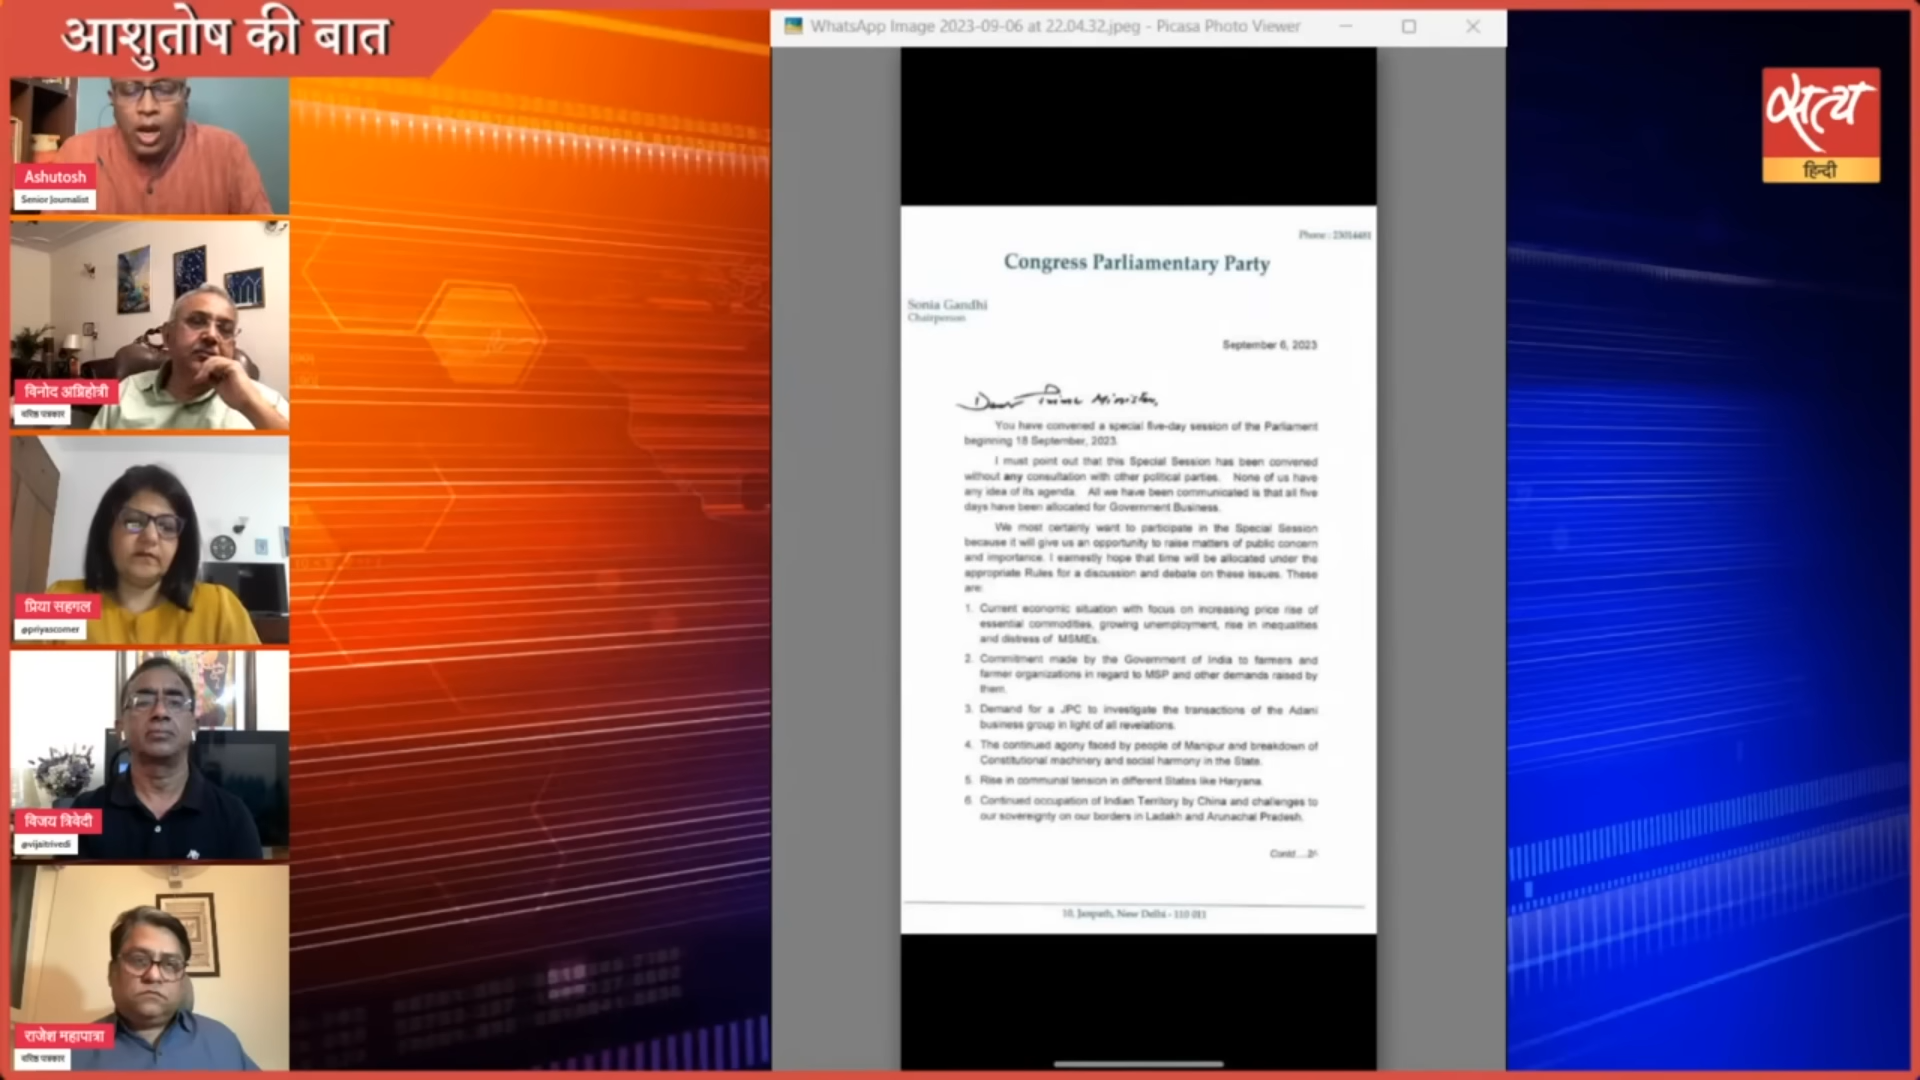 आशुतोष की बात
WhatsApp Image 2023-09-06 at 22.04.32.jpeg - Picasa Photo Viewer
सत्य
हिन्दी
Ashutosh
Senior Journalist
विनोद अग्निहोत्री
वरिष्ठ पत्रकार
प्रिया सहगल
@priyascorner
विजय त्रिवेदी
@vijaitrivedi
राजेश महापात्रा
वरिष्ठ पत्रकार
Phone : 23014481
Congress Parliamentary Party
Sonia Gandhi
Chairperson
September 6, 2023
Dear Prime Minister,
You have convened a special five-day session of the Parliament
beginning 18 September, 2023.
I must point out that this Special Session has been convened
without any consultation with other political parties. None of us have
any idea of its agenda. All we have been communicated is that all five
days have been allocated for Government Business.
We most certainly want to participate in the Special Session
because it will give us an opportunity to raise matters of public concern
and importance. I earnestly hope that time will be allocated under the
appropriate Rules for a discussion and debate on these issues. These
are:
1. Current economic situation with focus on increasing price rise of
essential commodities, growing unemployment, rise in inequalities
and distress of MSMEs.
2. Commitment made by the Government of India to farmers and
farmer organizations in regard to MSP and other demands raised by
them.
3. Demand for a JPC to investigate the transactions of the Adani
business group in light of all revelations.
4. The continued agony faced by people of Manipur and breakdown of
Constitutional machinery and social harmony in the State.
5. Rise in communal tension in different States like Haryana.
6. Continued occupation of Indian Territory by China and challenges to
our sovereignty on our borders in Ladakh and Arunachal Pradesh.
Contd....2/-
10, Janpath, New Delhi - 110 011